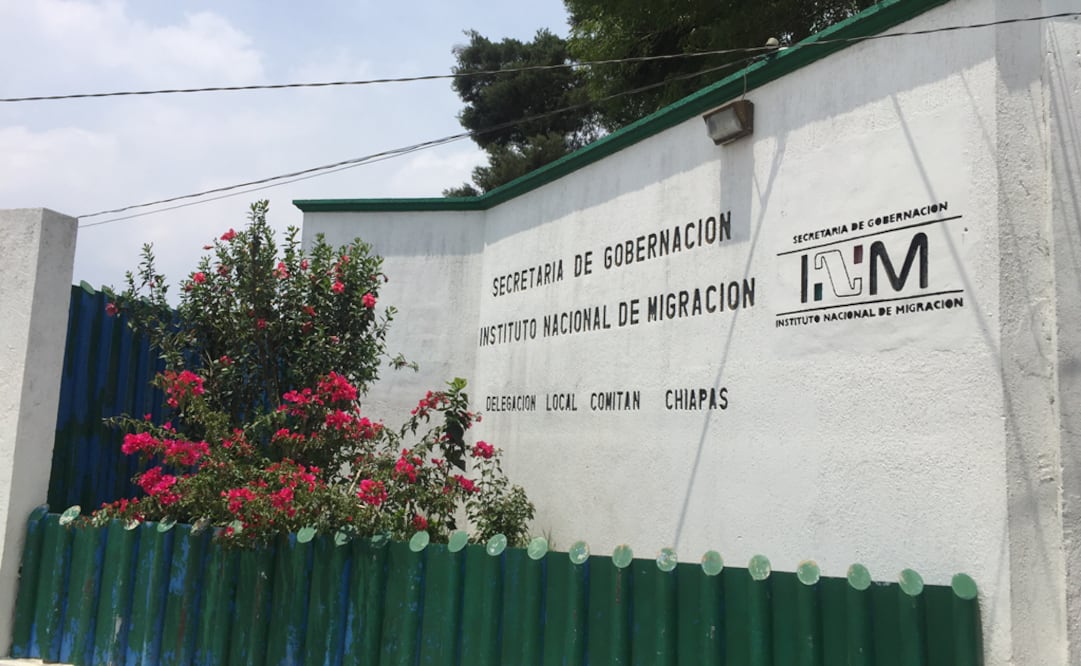 SECRETARIA DE GOBERNACION
INSTITUTO NACIONAL DE MIGRACION
DELEGACION LOCAL COMITAN CHIAPAS
SECRETARIA DE GOBERNACION
INM
INSTITUTO NACIONAL DE MIGRACION